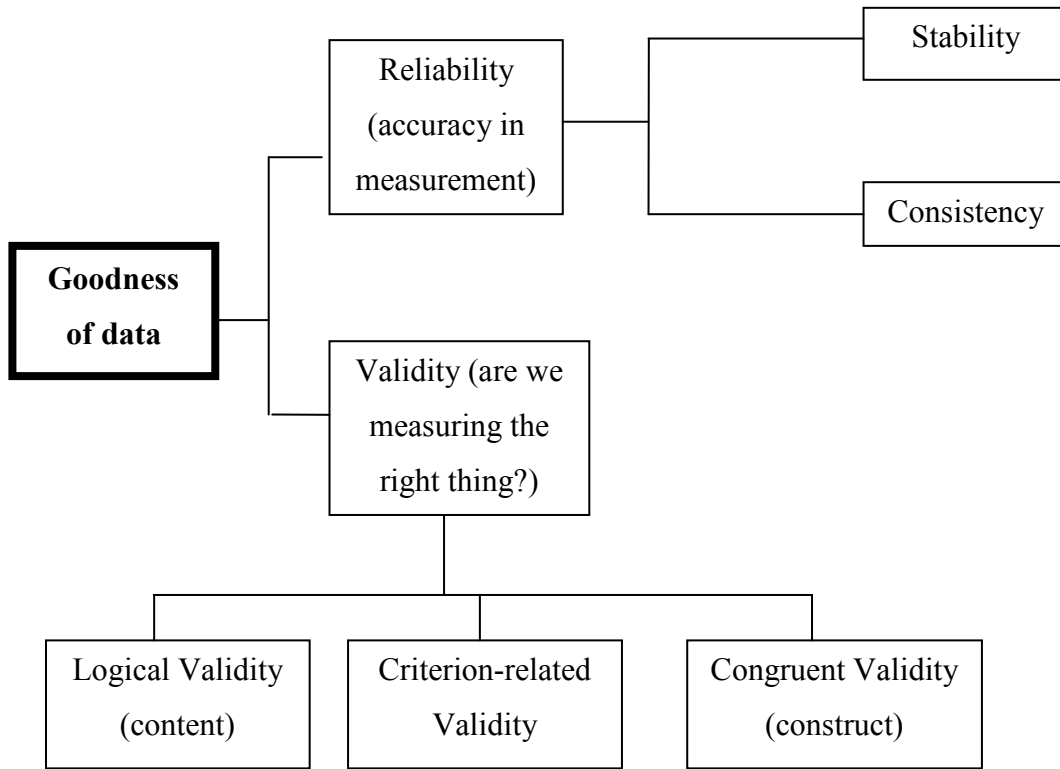 Stability
Reliability
(accuracy in
measurement)
Consistency
Goodness
of data
Validity (are we
measuring the
right thing?)
Logical Validity
(content)
Criterion-related
Validity
Congruent Validity
(construct)